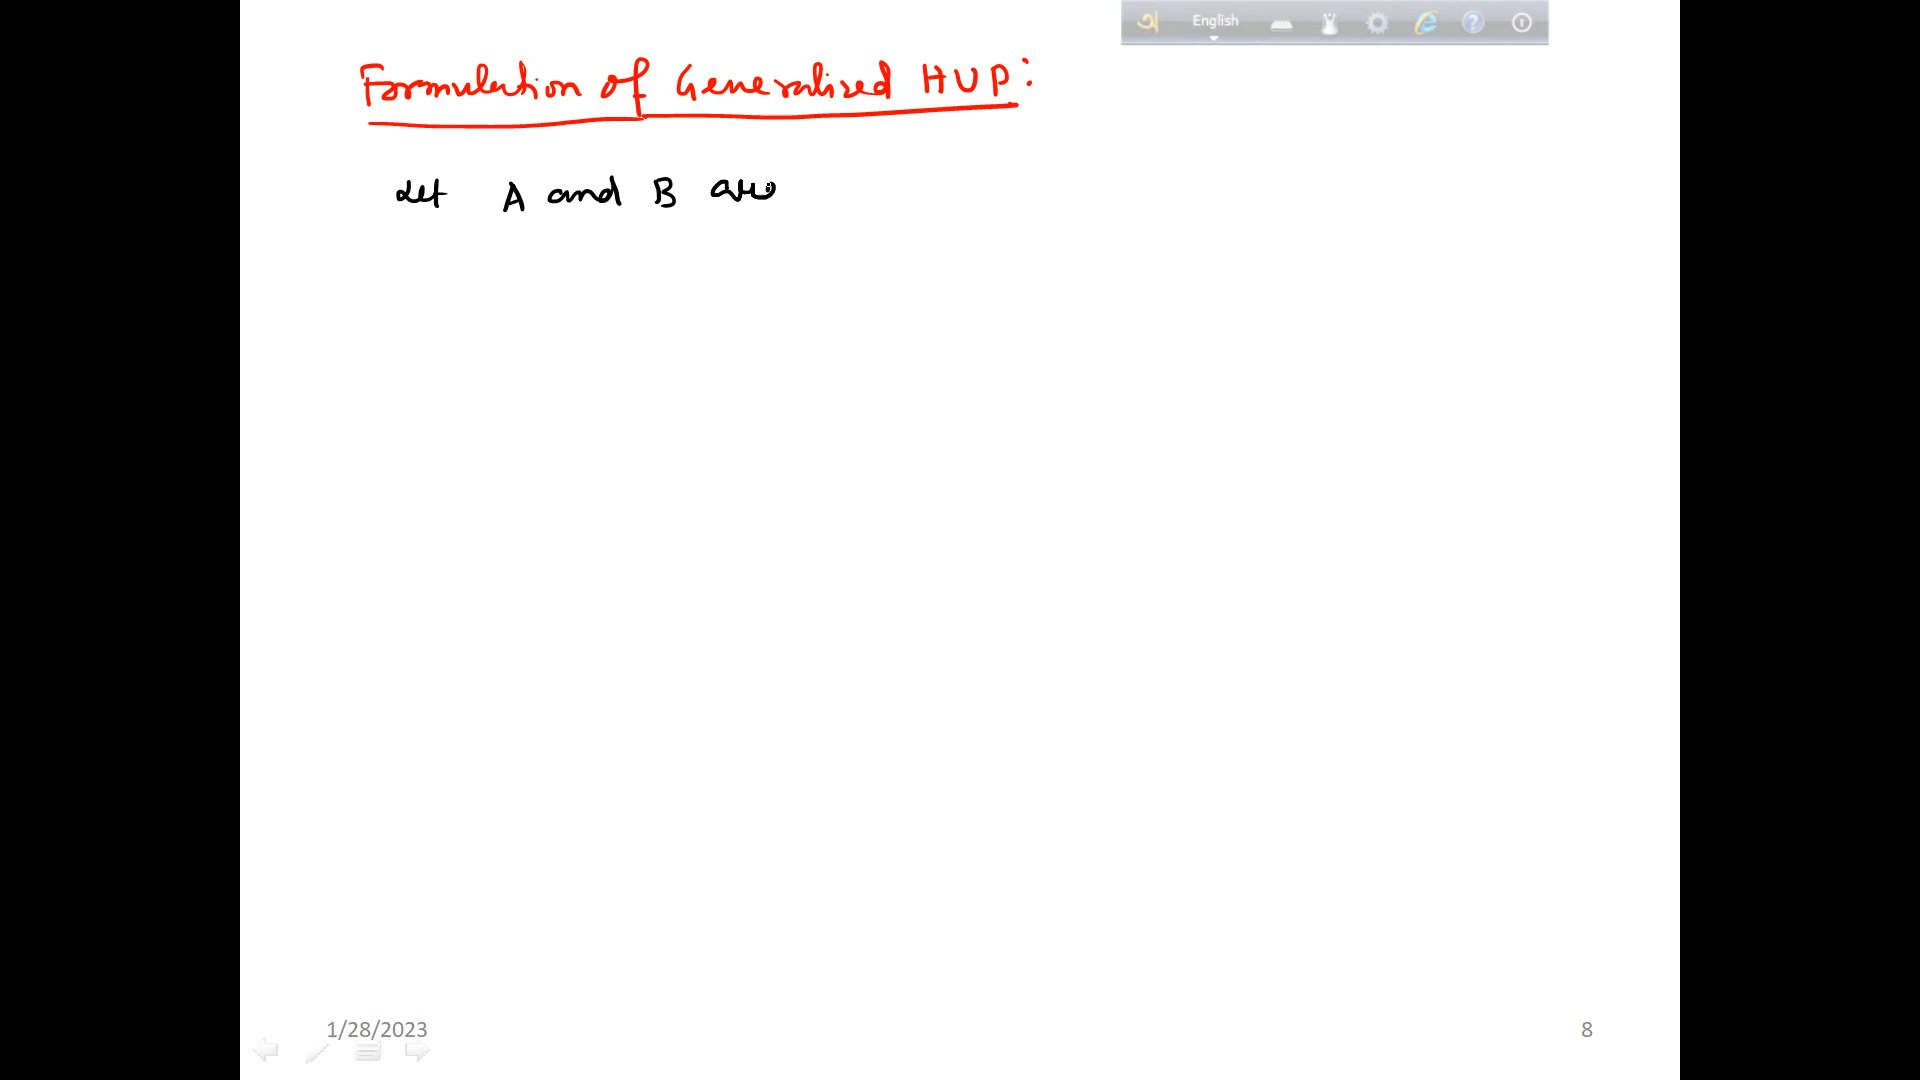 English
Formulation of Generalized HUP:
Let A and B are
1/28/2023
8